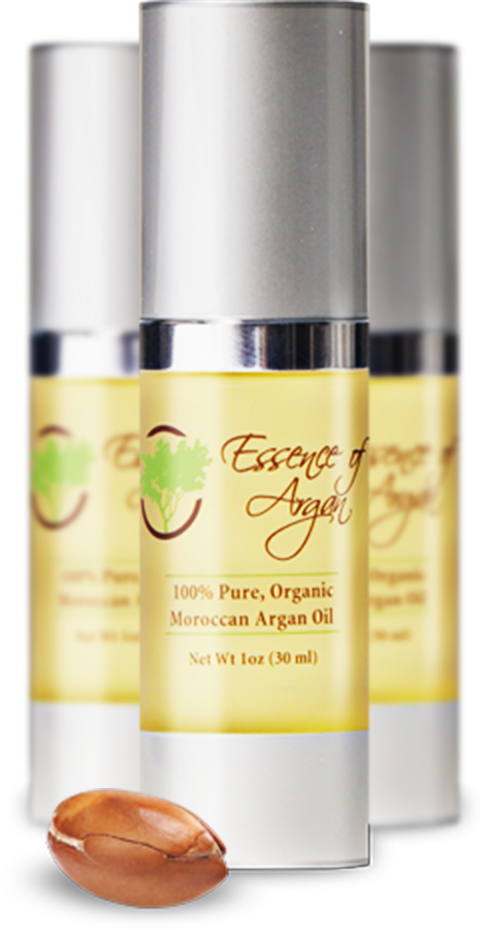 Essence of
Argan
100% Pure, Organic
Moroccan Argan Oil
Net Wt 1oz (30 ml)